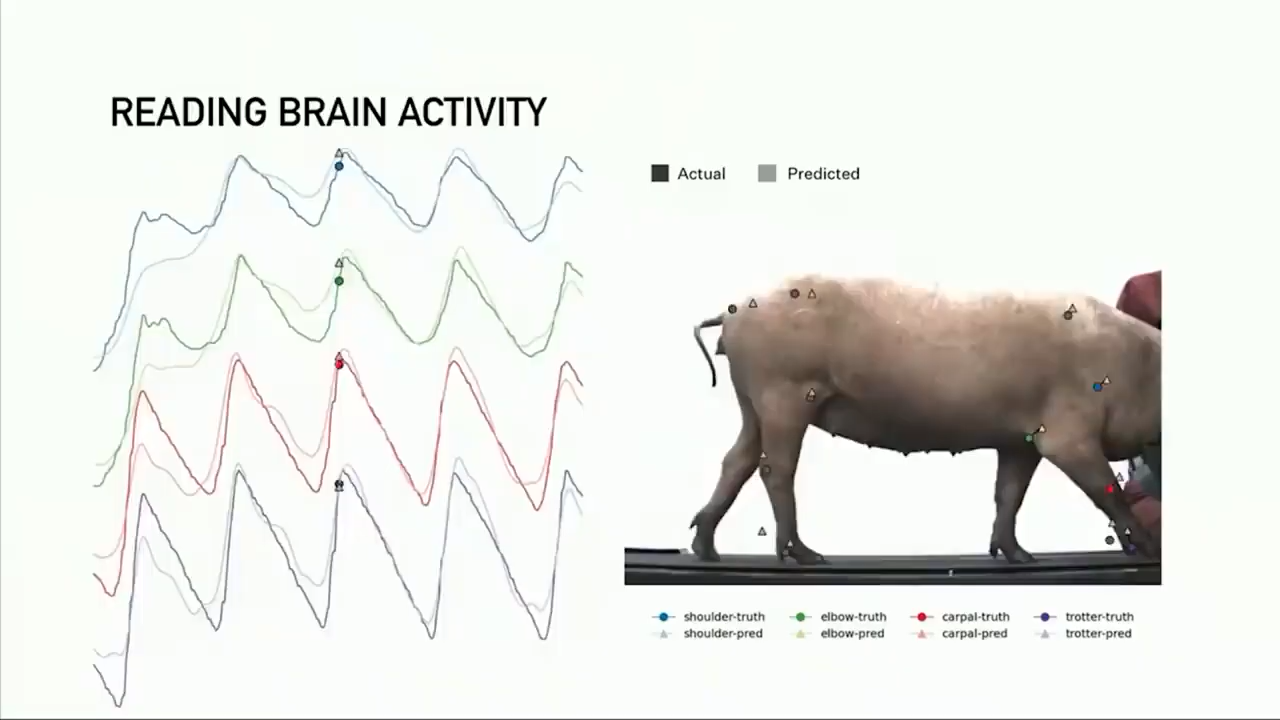 READING BRAIN ACTIVITY
Actual Predicted
shoulder-truth elbow-truth carpal-truth trotter-truth
shoulder-pred elbow-pred carpal-pred trotter-pred